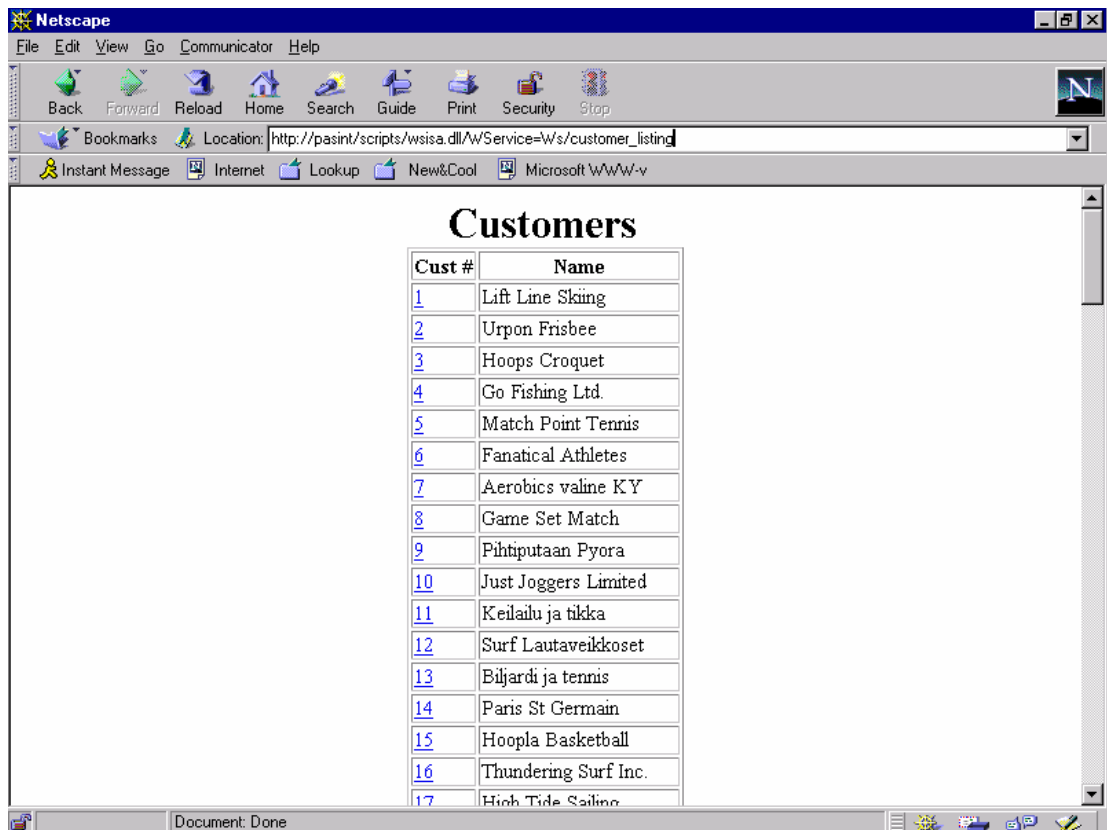 Netscape
File Edit View Go Communicator Help
Back Forward Reload Home Search Guide Print Security Stop
N
Bookmarks Location: http://pasint/scripts/wsisa.dll/WService=Ws/customer_listing
Instant Message Internet Lookup New&Cool Microsoft WWW-v
Customers
Cust # Name
1 Lift Line Skiing
2 Urpon Frisbee
3 Hoops Croquet
4 Go Fishing Ltd.
5 Match Point Tennis
6 Fanatical Athletes
7 Aerobics valine KY
8 Game Set Match
9 Pihtiputaan Pyora
10 Just Joggers Limited
11 Keilailu ja tikka
12 Surf Lautaveikkoset
13 Biljardi ja tennis
14 Paris St Germain
15 Hoopla Basketball
16 Thundering Surf Inc.
17 High Tide Sailing
Document: Done